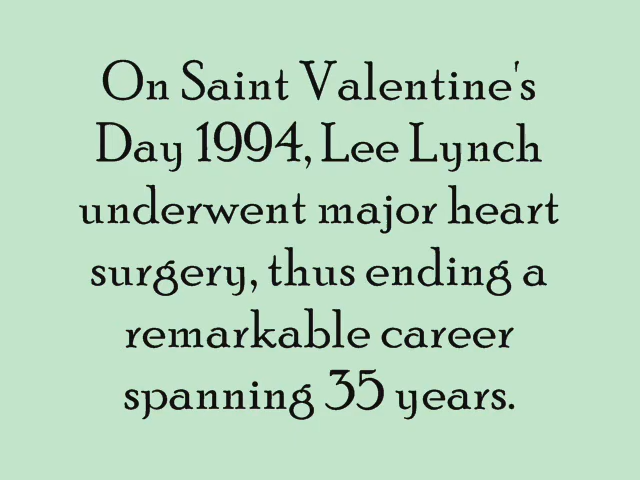 On Saint Valentine's
Day 1994, Lee Lynch
underwent major heart
surgery, thus ending a
remarkable career
spanning 35 years.